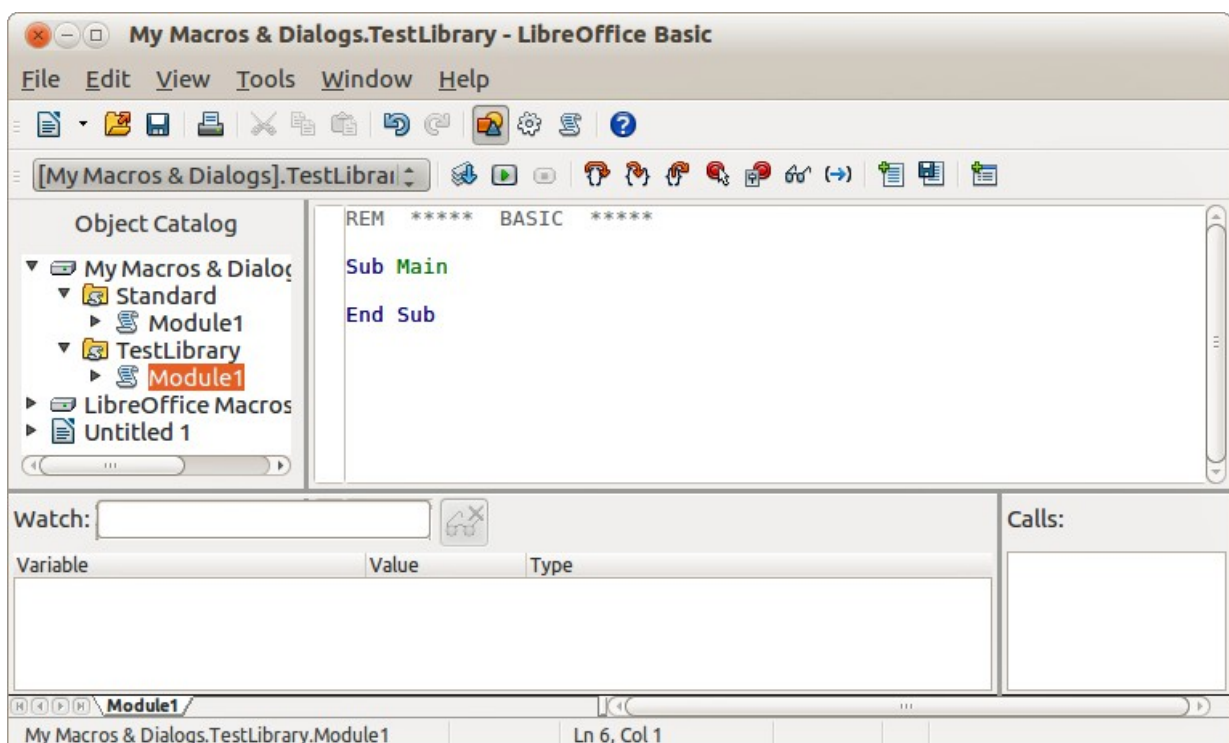 My Macros & Dialogs.TestLibrary - LibreOffice Basic
File Edit View Tools Window Help
[My Macros & Dialogs].TestLibrar
Object Catalog
My Macros & Dialog
Standard
Module1
TestLibrary
Module1
LibreOffice Macros
Untitled 1
REM ***** BASIC *****
Sub Main
End Sub
Watch:
Calls:
Variable Value Type
Module1
My Macros & Dialogs.TestLibrary.Module1 Ln 6, Col 1